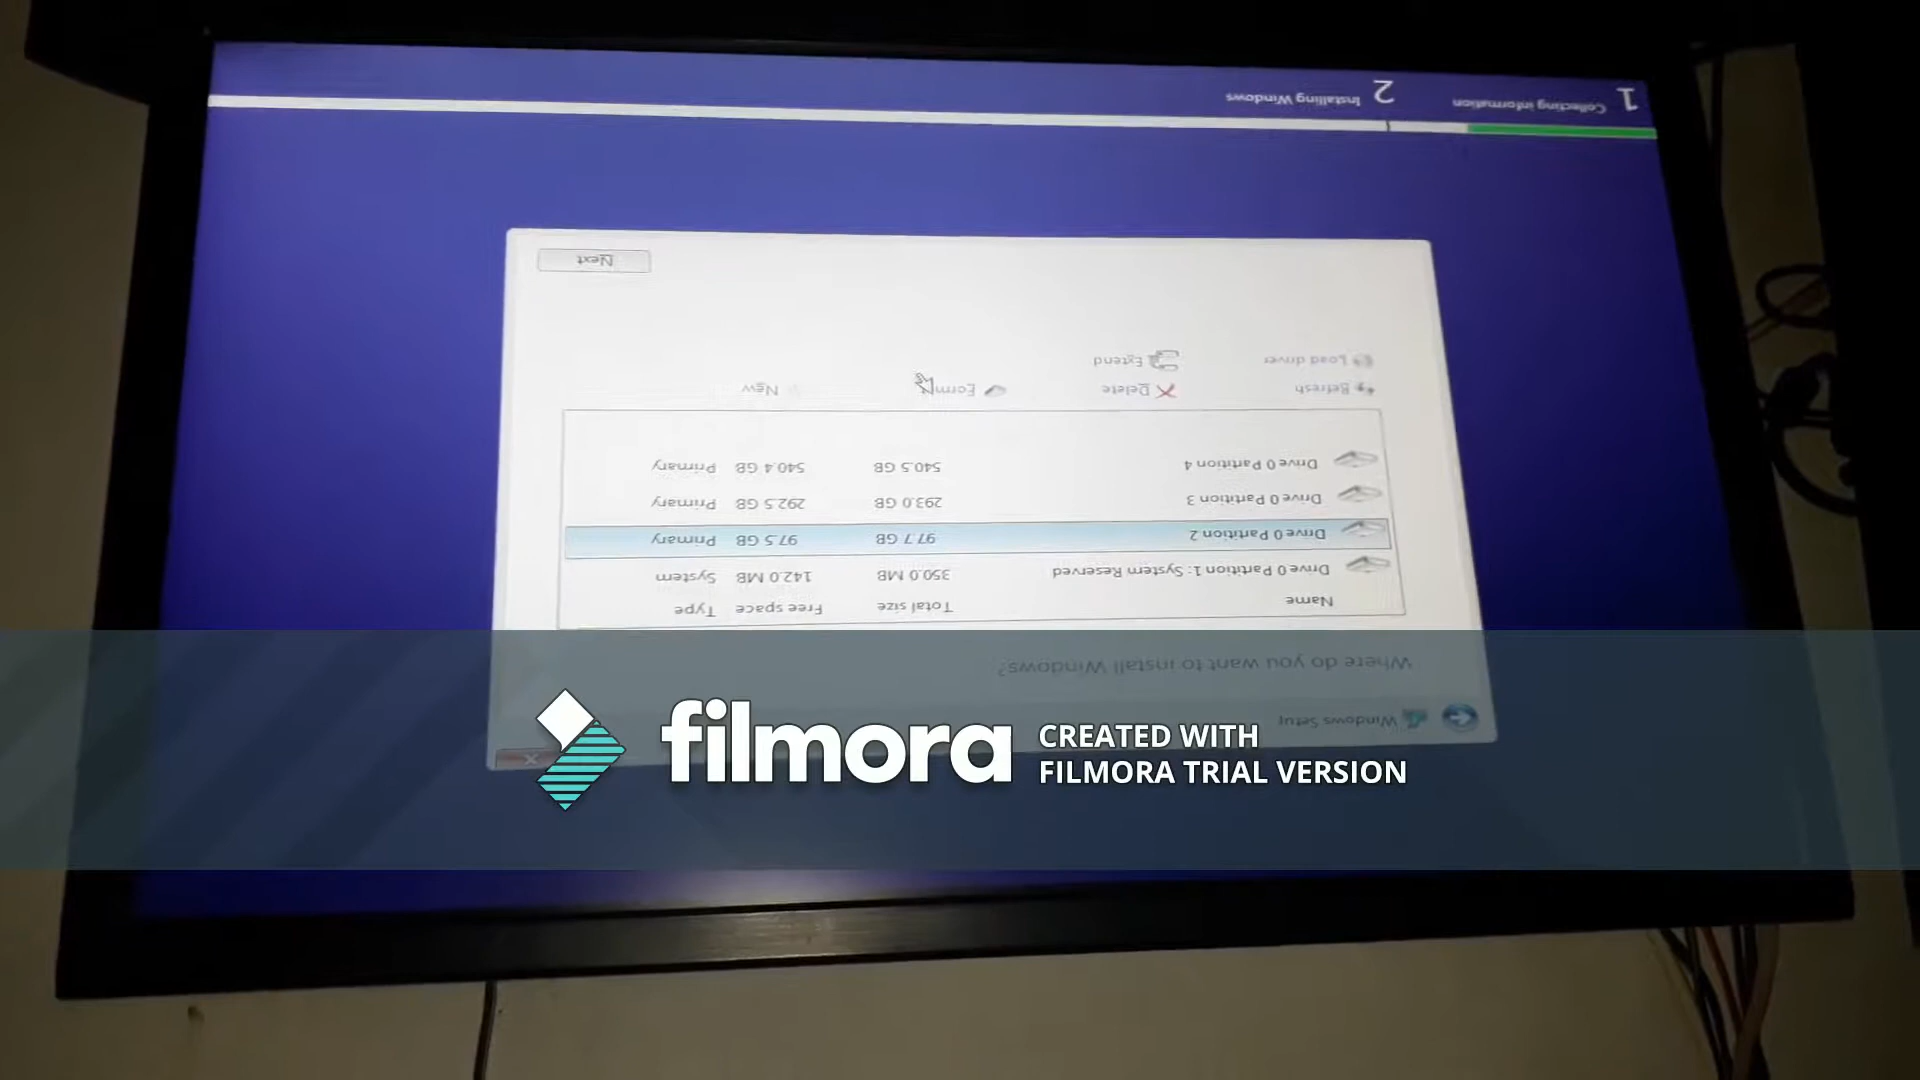 Windows Setup
Where do you want to install Windows?
Name Total size Free space Type
Drive 0 Partition 1: System Reserved 350.0 MB 142.0 MB System
Drive 0 Partition 2 97.7 GB 97.5 GB Primary
Drive 0 Partition 3 293.0 GB 292.5 GB Primary
Drive 0 Partition 4 540.5 GB 540.4 GB Primary
Refresh Delete Form New
Load driver Extend
Next
1 Collecting information 2 Installing Windows
filmora
CREATED WITH
FILMORA TRIAL VERSION